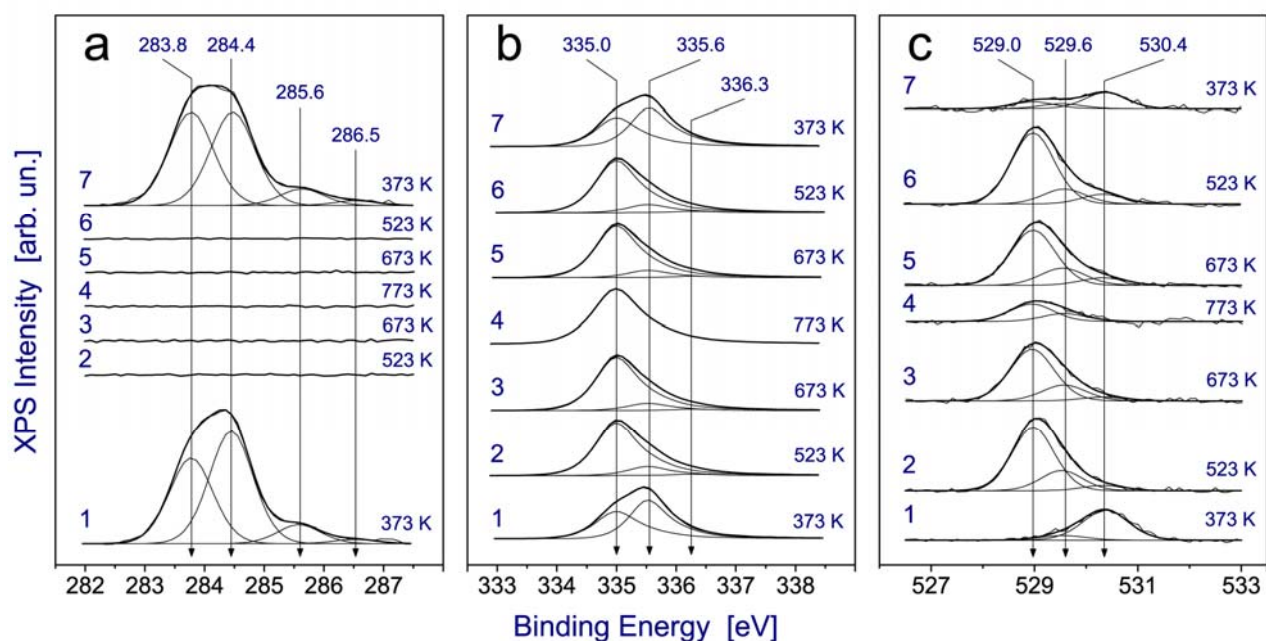 XPS Intensity [arb. un.]
a
283.8
284.4
285.6
286.5
7
373 K
6
523 K
5
673 K
4
773 K
3
673 K
2
523 K
1
373 K
282
283
284
285
286
287
b
335.0
335.6
336.3
7
373 K
6
523 K
5
673 K
4
773 K
3
673 K
2
523 K
1
373 K
333
334
335
336
337
338
c
529.0
529.6
530.4
7
373 K
6
523 K
5
673 K
4
773 K
3
673 K
2
523 K
1
373 K
527
529
531
533
Binding Energy [eV]